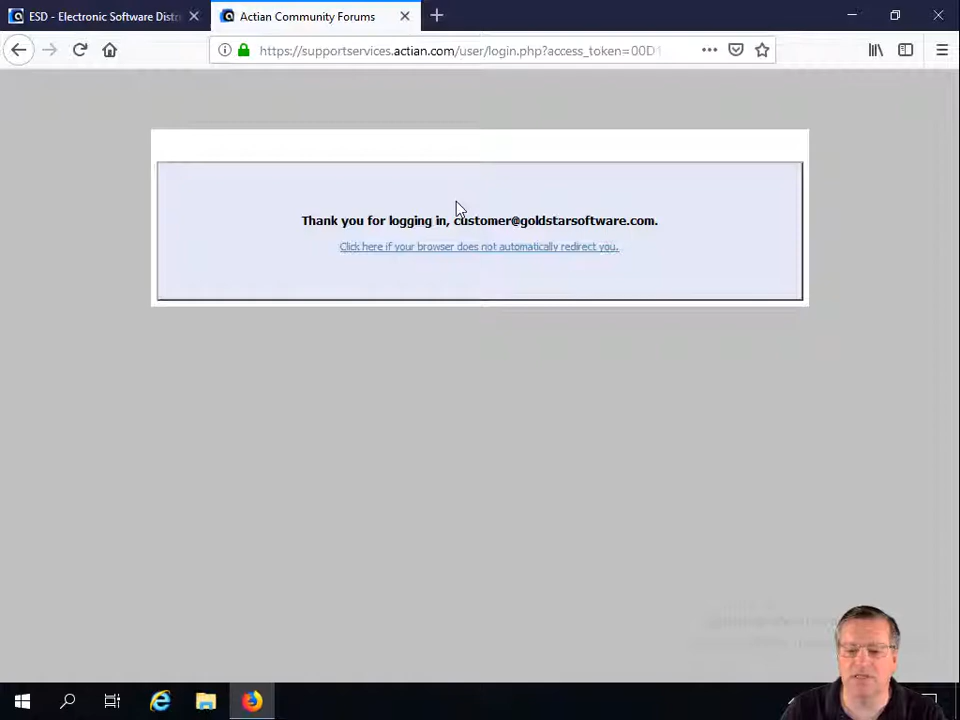 ESD - Electronic Software Distr
Actian Community Forums
https://supportservices.actian.com/user/login.php?access_token=00D1
Thank you for logging in, customer@goldstarsoftware.com.
Click here if your browser does not automatically redirect you.